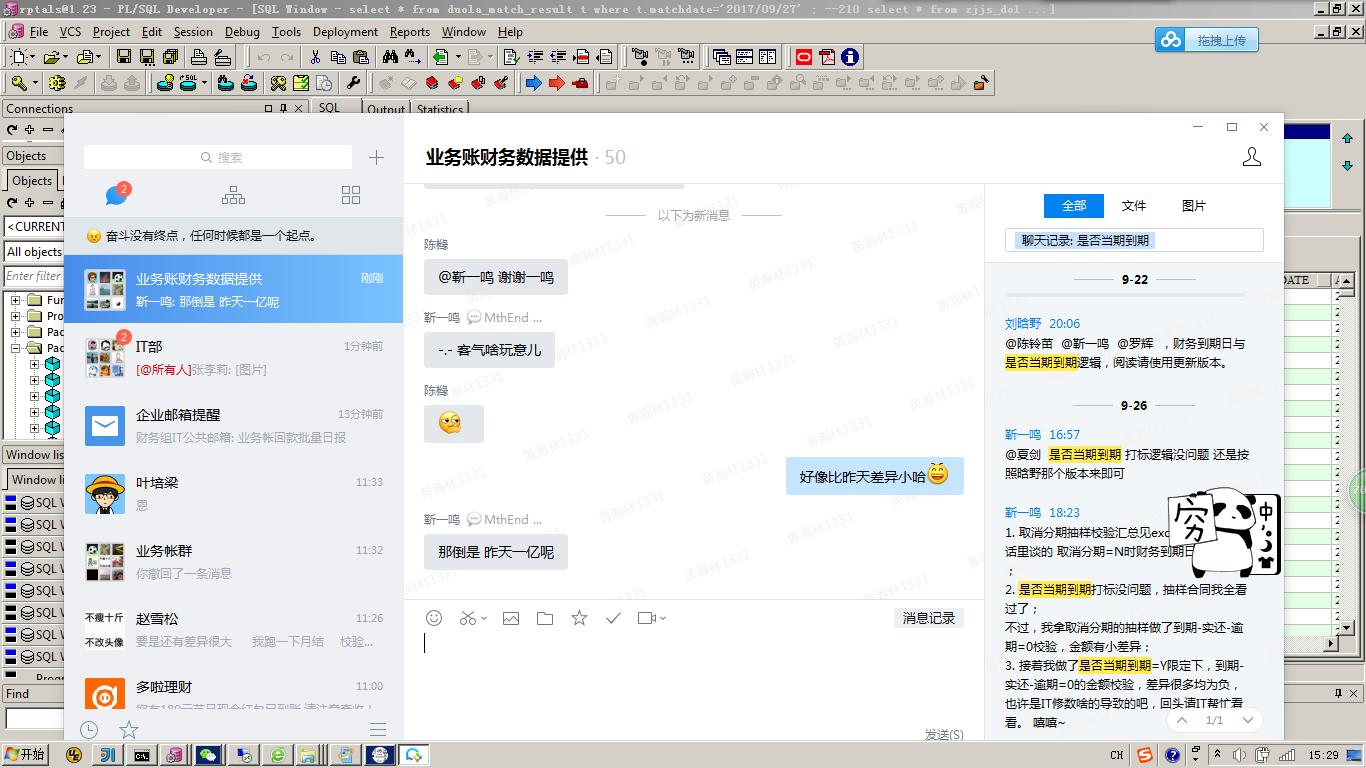 rptals@1.23 - PL/SQL Developer - [SQL Window - select * from duola_match_result t where t.matchdate='2017/09/27' ; --210 select * from zjjs_dol ...]
File VCS Project Edit Session Debug Tools Deployment Reports Window Help
拖拽上传
Connections
SQL Output Statistics
Objects
Objects
<CURRENT
All objects
Enter filter
Fur
Pro
Pac
Pac
Window list
Window li
SQL W
SQL W
SQL W
SQL W
SQL W
SQL W
SQL W
SQL W
Progr
Find
搜索
2
奋斗没有终点，任何时候都是一个起点。
业务账财务数据提供 刚刚
靳一鸣: 那倒是 昨天一亿呢
2
IT部 1分钟前
[@所有人]张李莉: [图片]
企业邮箱提醒 13分钟前
财务组IT公共邮箱: 业务帐回款批量日报
叶培梁 11:33
恩
业务帐群 11:32
你撤回了一条消息
不瘦十斤
不改头像
赵雪松 11:26
要是还有差异很大 我跑一下月结 校验...
多啦理财 11:00
业务账财务数据提供 · 50
以下为新消息
陈橼
@靳一鸣 谢谢一鸣
靳一鸣 MthEnd ...
-.- 客气啥玩意儿
陈橼
好像比昨天差异小哈
靳一鸣 MthEnd ...
那倒是 昨天一亿呢
黄瀚林1331
消息记录
发送(S)
全部 文件 图片
聊天记录: 是否当期到期
9-22
刘晗野 20:06
@陈铃苗 @靳一鸣 @罗辉 ，财务到期日与
是否当期到期逻辑，阅读请使用更新版本。
9-26
靳一鸣 16:57
@夏剑 是否当期到期 打标逻辑没问题 还是按
照晗野那个版本来即可
靳一鸣 18:23
1. 取消分期抽样校验汇总见exc
话里谈的 取消分期=N时财务到期日
；
2. 是否当期到期打标没问题，抽样合同我全看
过了；
不过，我拿取消分期的抽样做了到期-实还-逾
期=0校验，金额有小差异；
3. 接着我做了是否当期到期=Y限定下，到期-
实还-逾期=0的金额校验，差异很多均为负，
也许是IT修数啥的导致的吧，回头请IT帮忙看
看。 嘻嘻~
1/1
穷
中
DATE
70
开始
CH
15:29